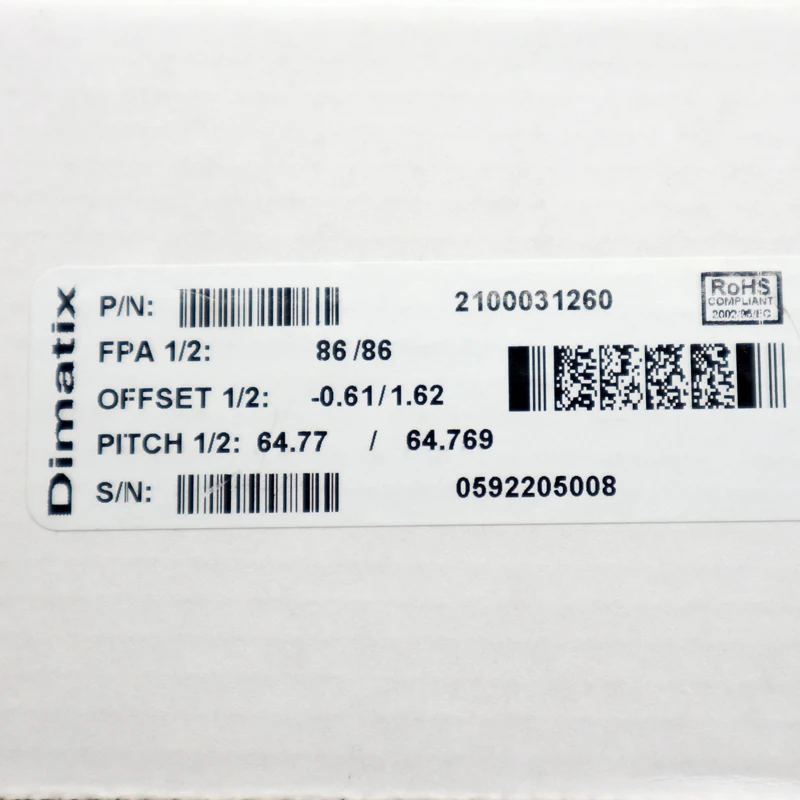 Dimatix
P/N: 2100031260
RoHS
COMPLIANT
2002/95/EC
FPA 1/2: 86 /86
OFFSET 1/2: -0.61/1.62
PITCH 1/2: 64.77 / 64.769
S/N: 0592205008